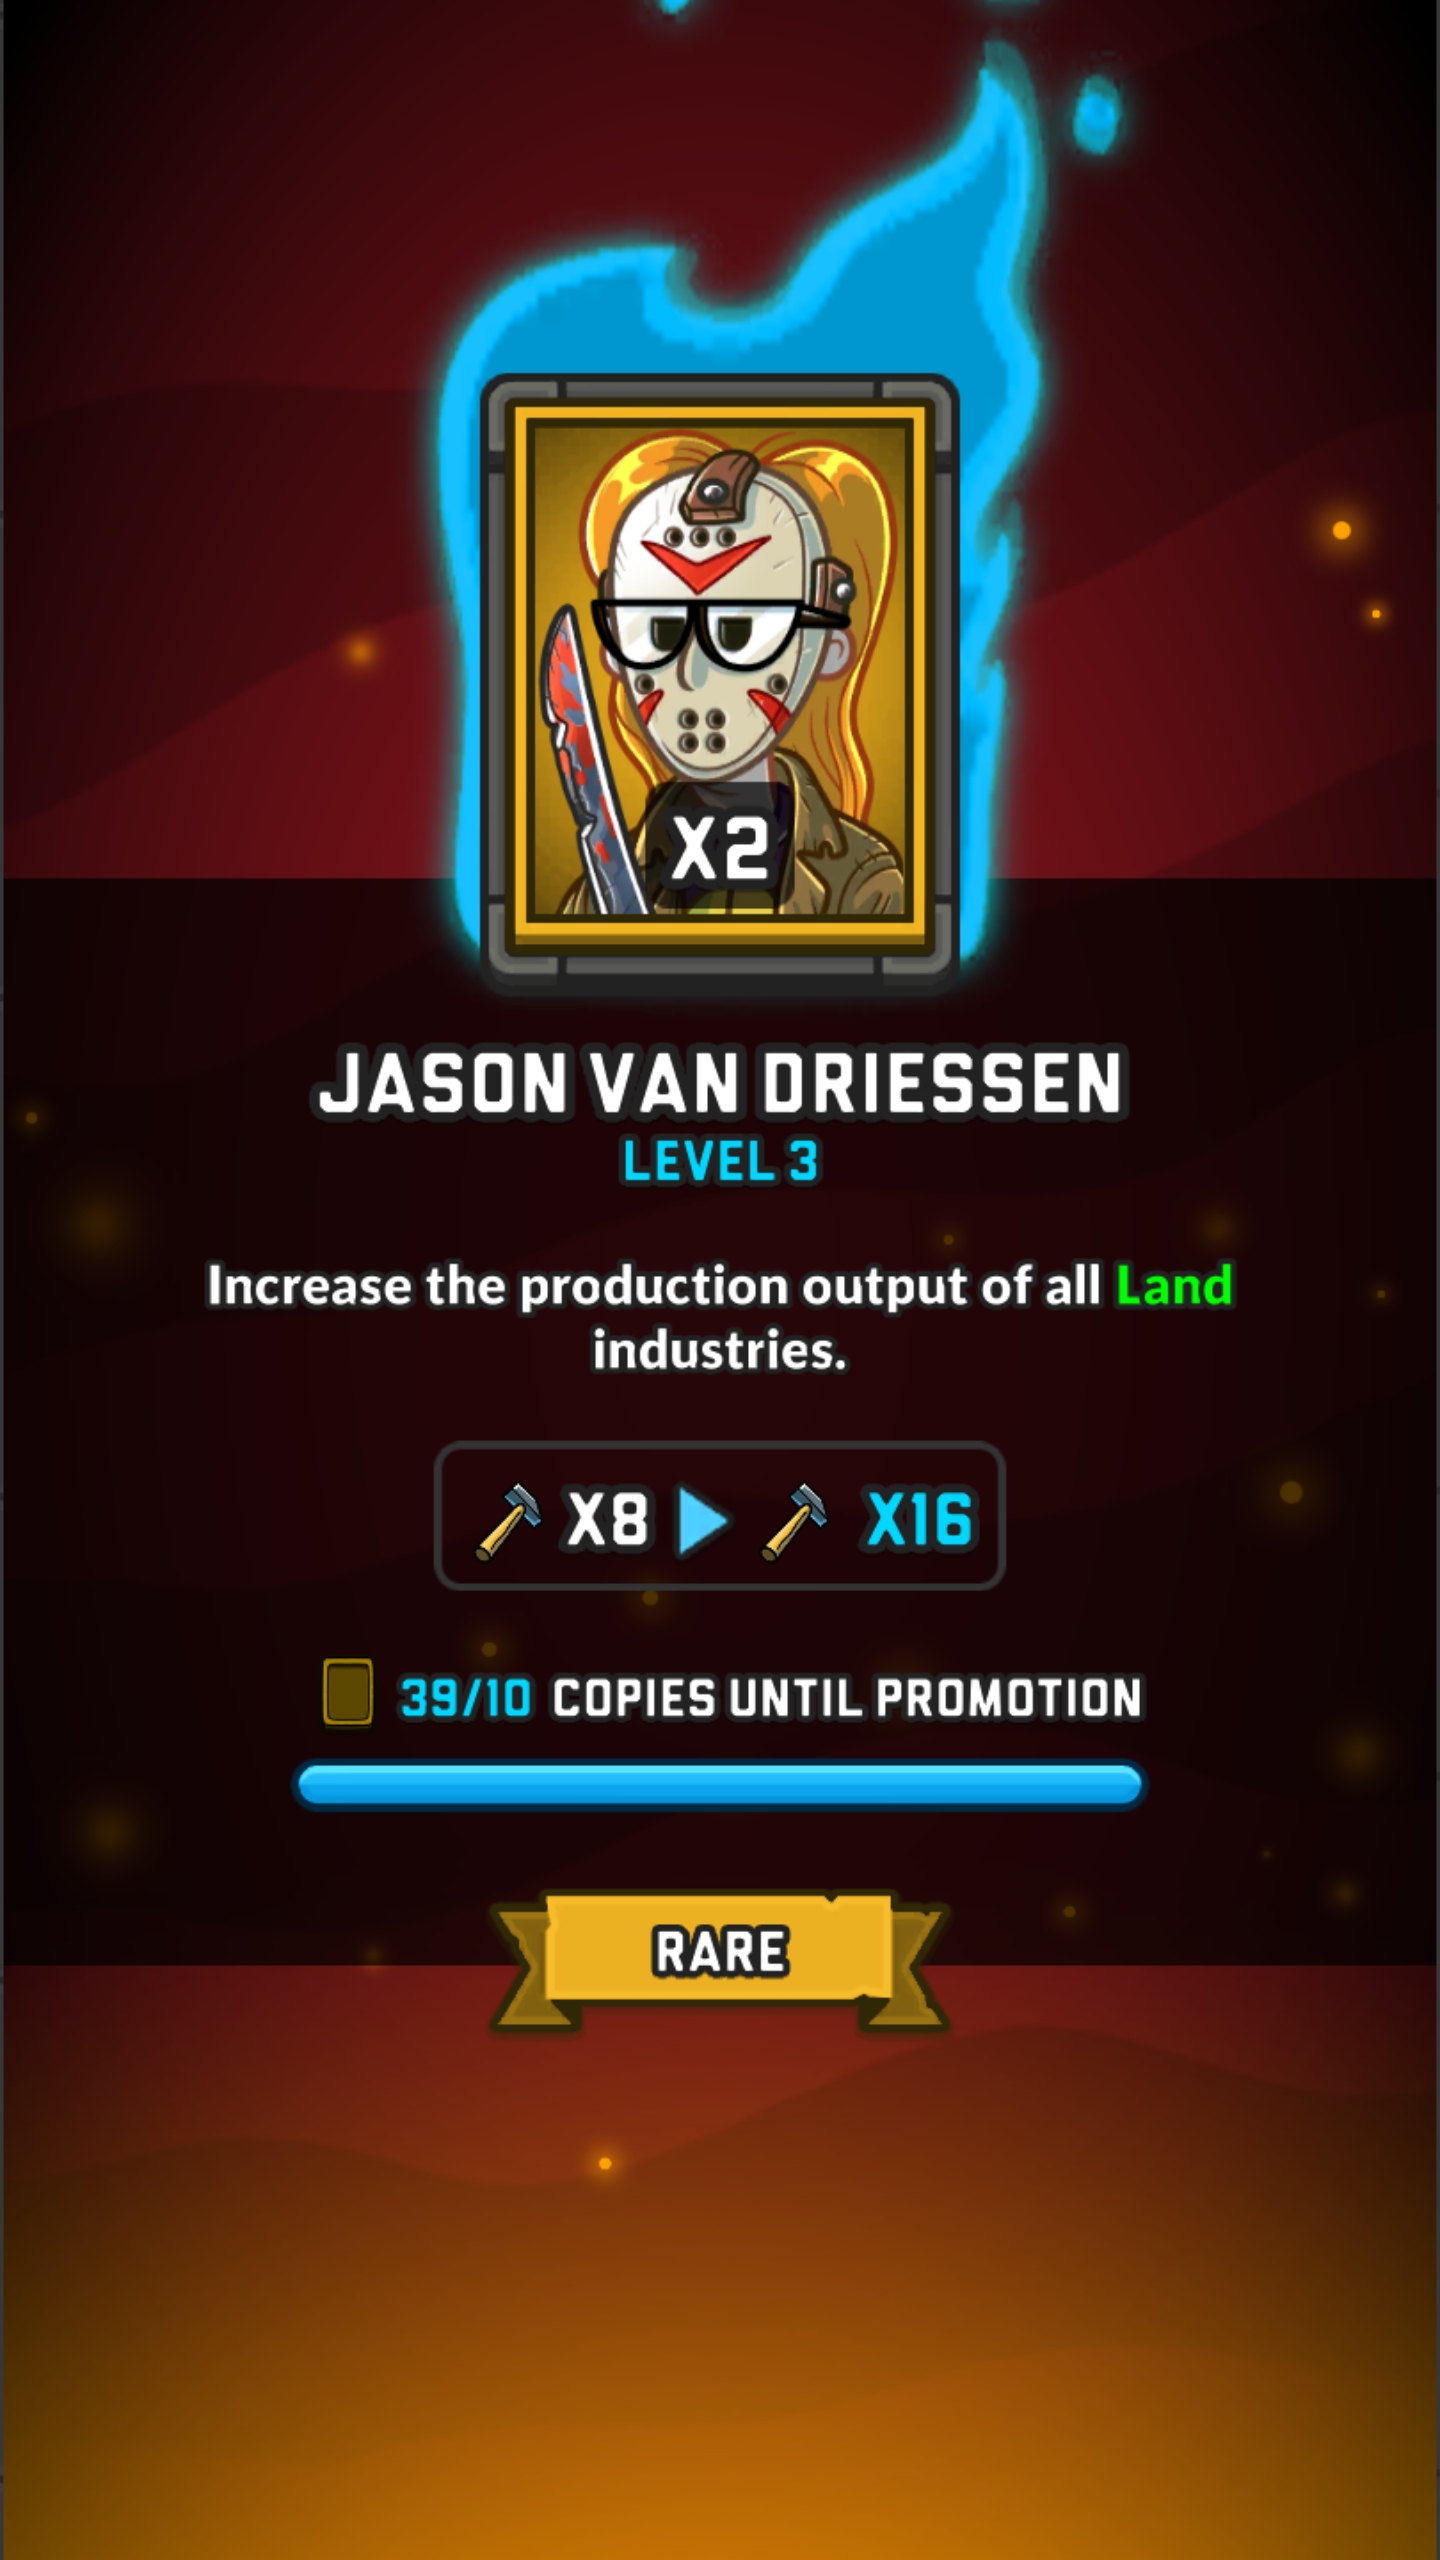 X2
JASON VAN DRIESSEN
LEVEL 3
Increase the production output of all Land
industries.
X8 X16
39/10 COPIES UNTIL PROMOTION
RARE